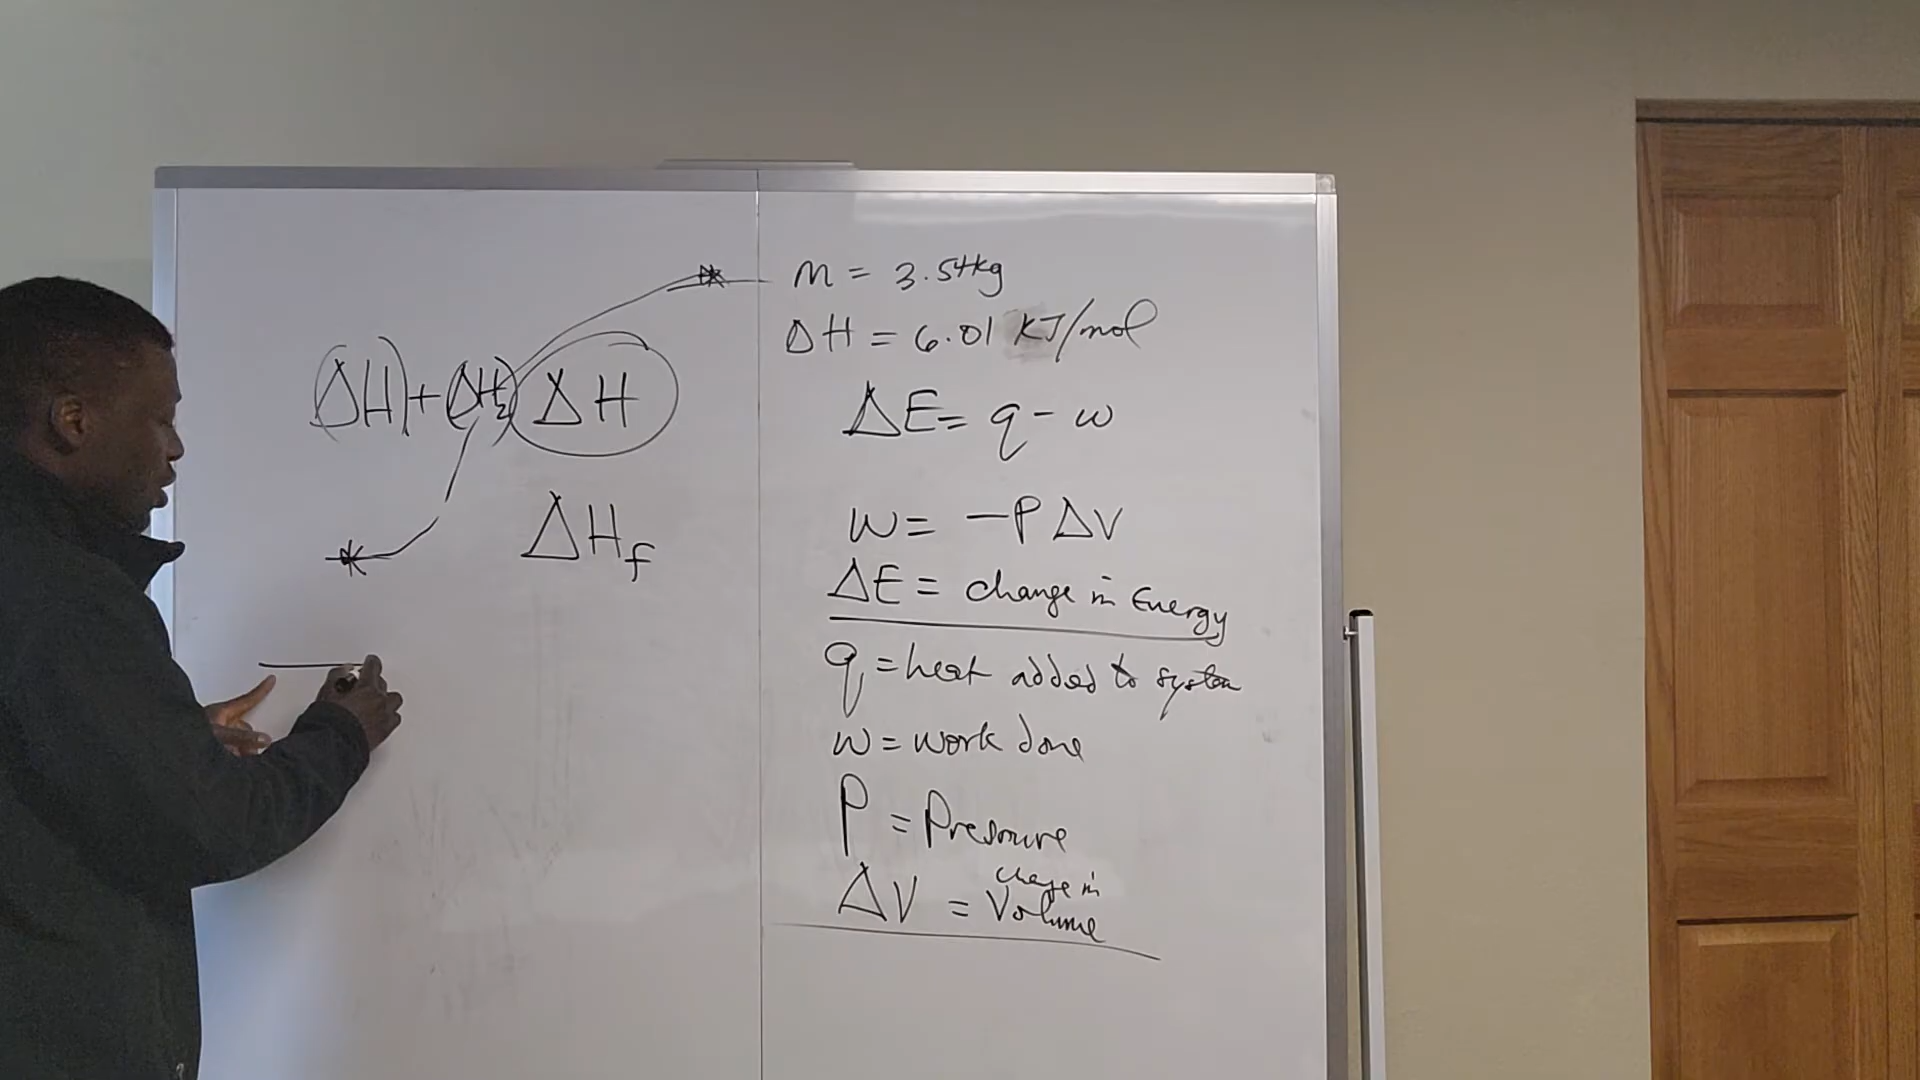 ΔH + ΔH₂ ΔH
ΔH_f
m = 3.54kg
ΔH = 6.01 KJ/mol
ΔE = q - w
w = -PΔV
ΔE = change in Energy
q = heat added to system
w = work done
P = Pressure
ΔV = change in Volume